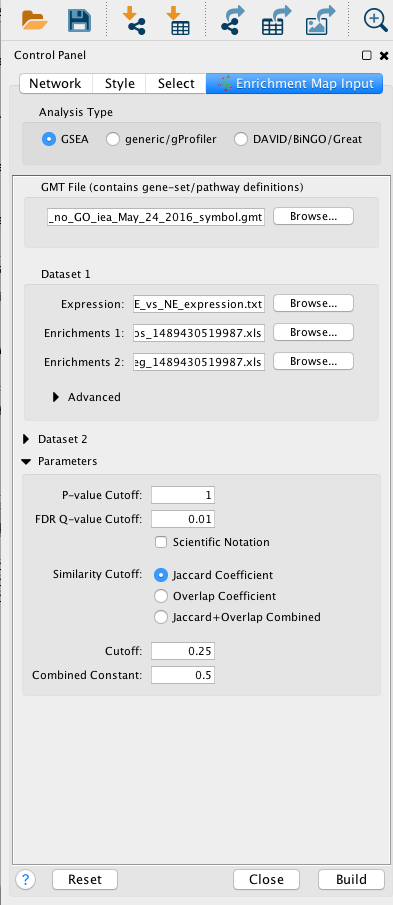 Control Panel
Network Style Select Enrichment Map Input
Analysis Type
GSEA generic/gProfiler DAVID/BiNGO/Great
GMT File (contains gene-set/pathway definitions)
_no_GO_iea_May_24_2016_symbol.gmt Browse...
Dataset 1
Expression: E_vs_NE_expression.txt Browse...
Enrichments 1: os_1489430519987.xls Browse...
Enrichments 2: eg_1489430519987.xls Browse...
Advanced
Dataset 2
Parameters
P-value Cutoff: 1
FDR Q-value Cutoff: 0.01
Scientific Notation
Similarity Cutoff: Jaccard Coefficient
Overlap Coefficient
Jaccard+Overlap Combined
Cutoff: 0.25
Combined Constant: 0.5
? Reset Close Build